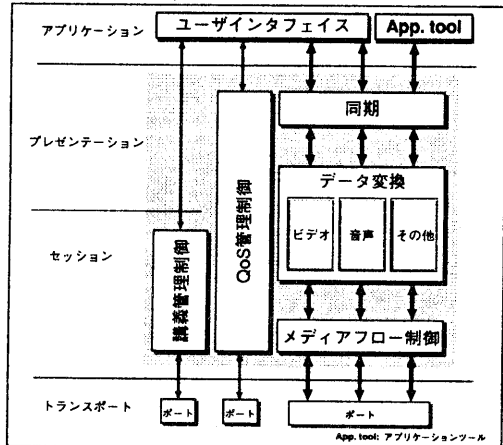 アプリケーション
ユーザインタフェイス
App. tool
プレゼンテーション
同期
データ変換
ビデオ
音声
その他
QoS管理制御
セッション
講義管理制御
メディアフロー制御
トランスポート
ポート
ポート
ポート
App. tool: アプリケーションツール